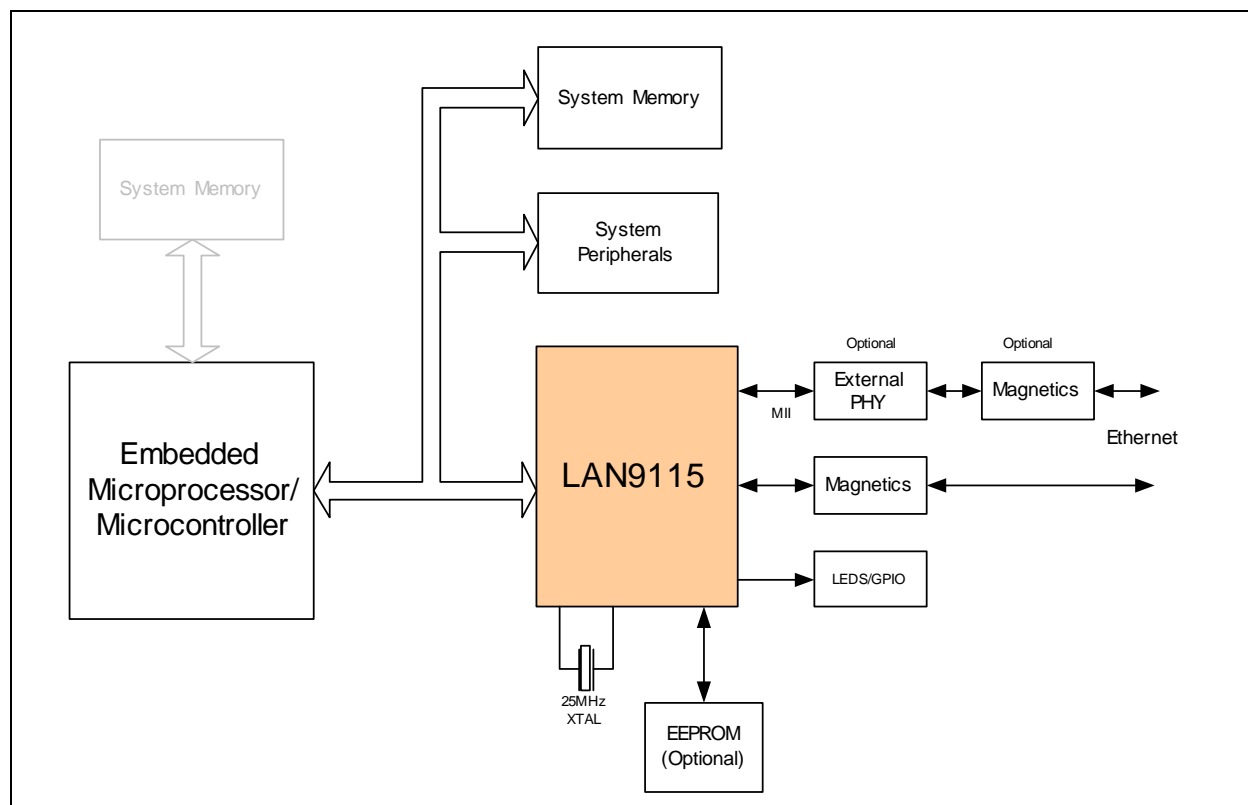 System Memory
System Memory
System
Peripherals
Optional
Optional
External
PHY
Magnetics
MII
Ethernet
Embedded
Microprocessor/
Microcontroller
LAN9115
Magnetics
LEDS/GPIO
25MHz
XTAL
EEPROM
(Optional)